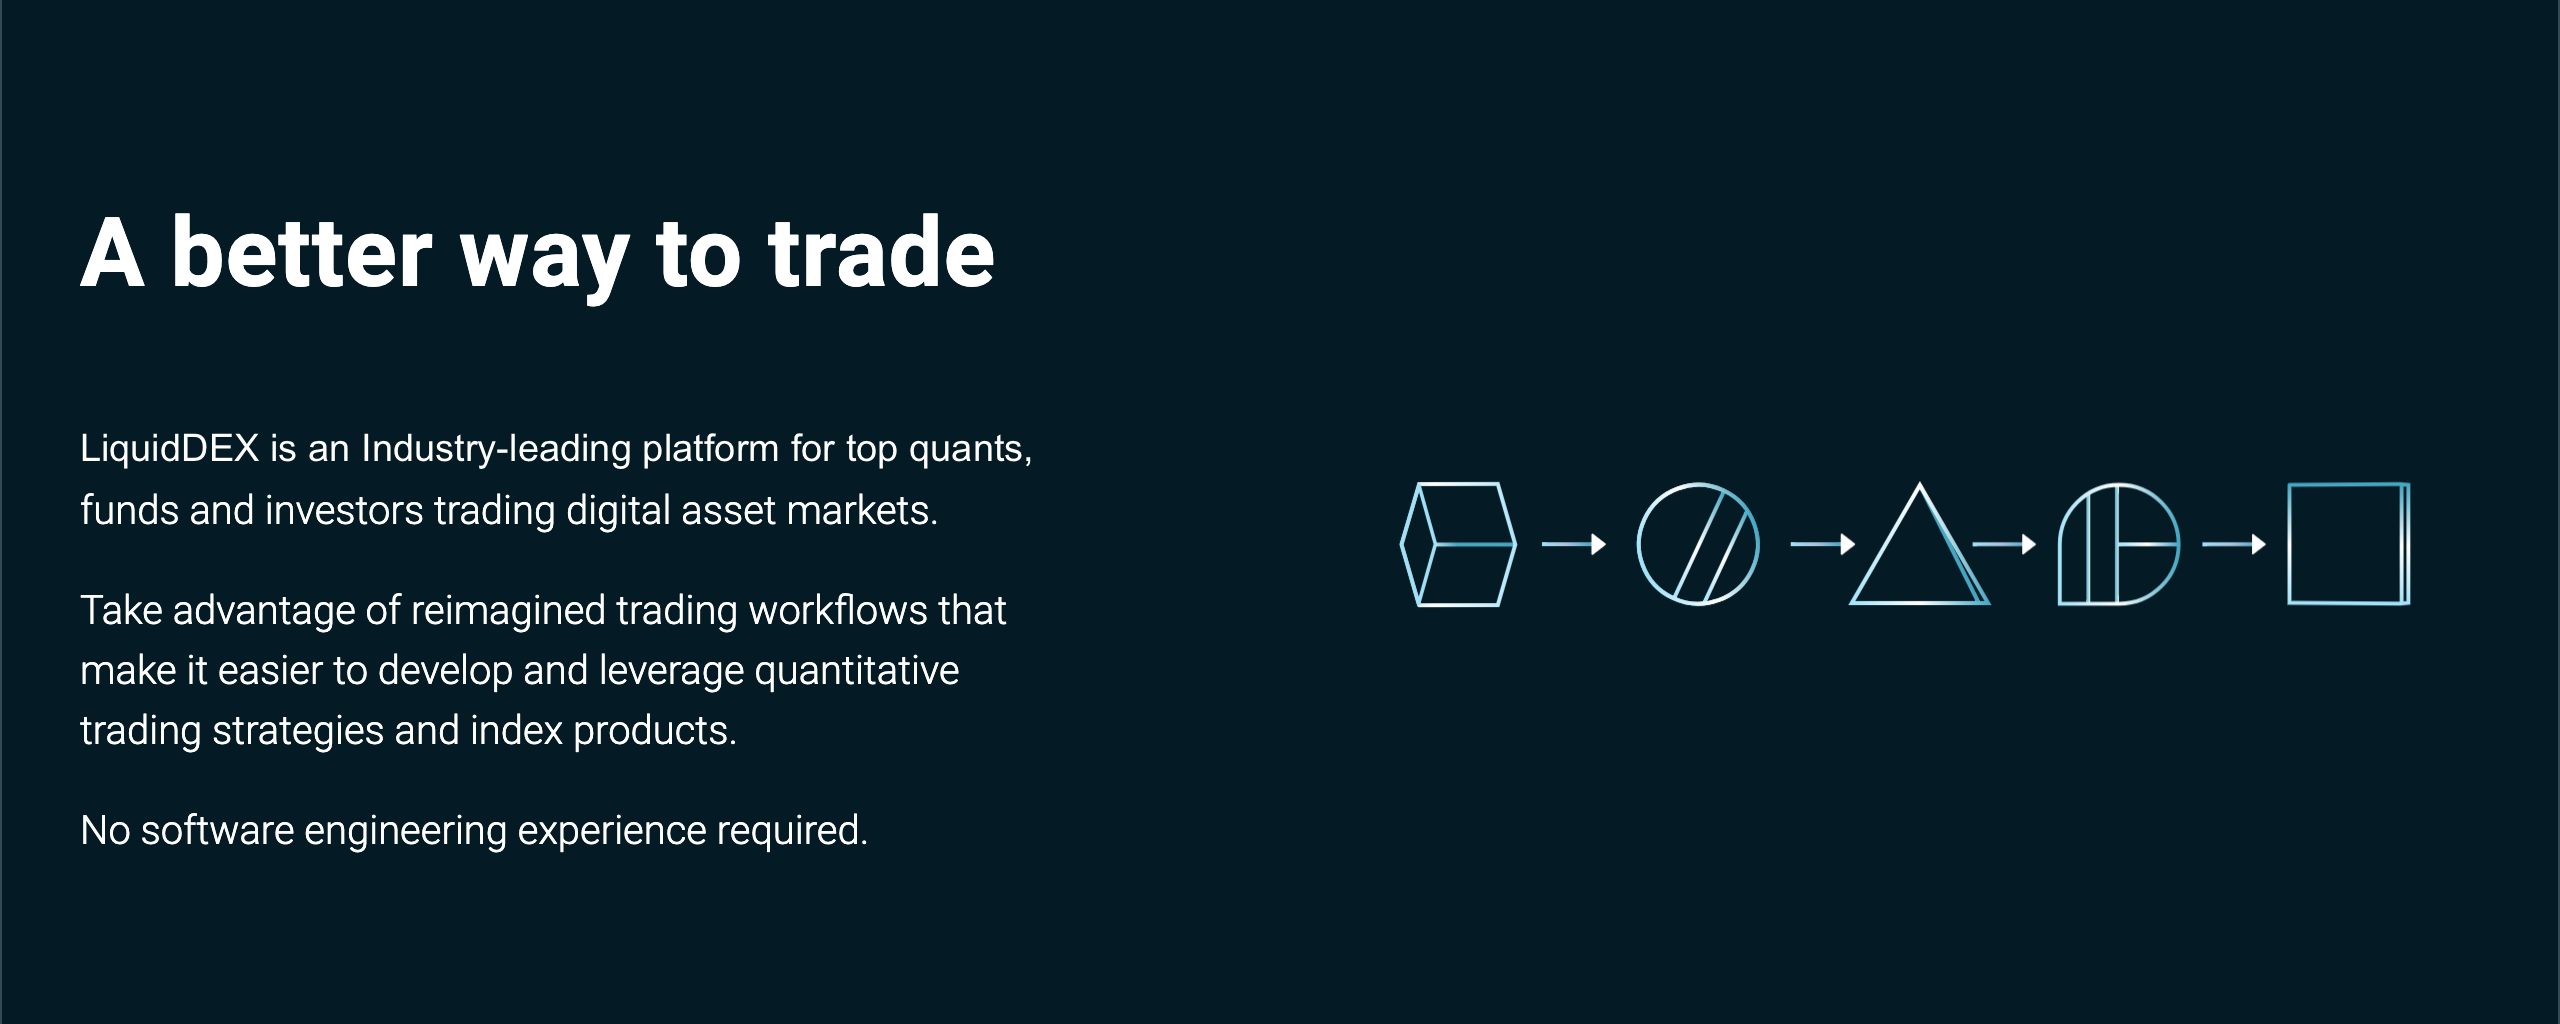 A better way to trade
LiquidDEX is an Industry-leading platform for top quants,
funds and investors trading digital asset markets.
Take advantage of reimagined trading workflows that
make it easier to develop and leverage quantitative
trading strategies and index products.
No software engineering experience required.